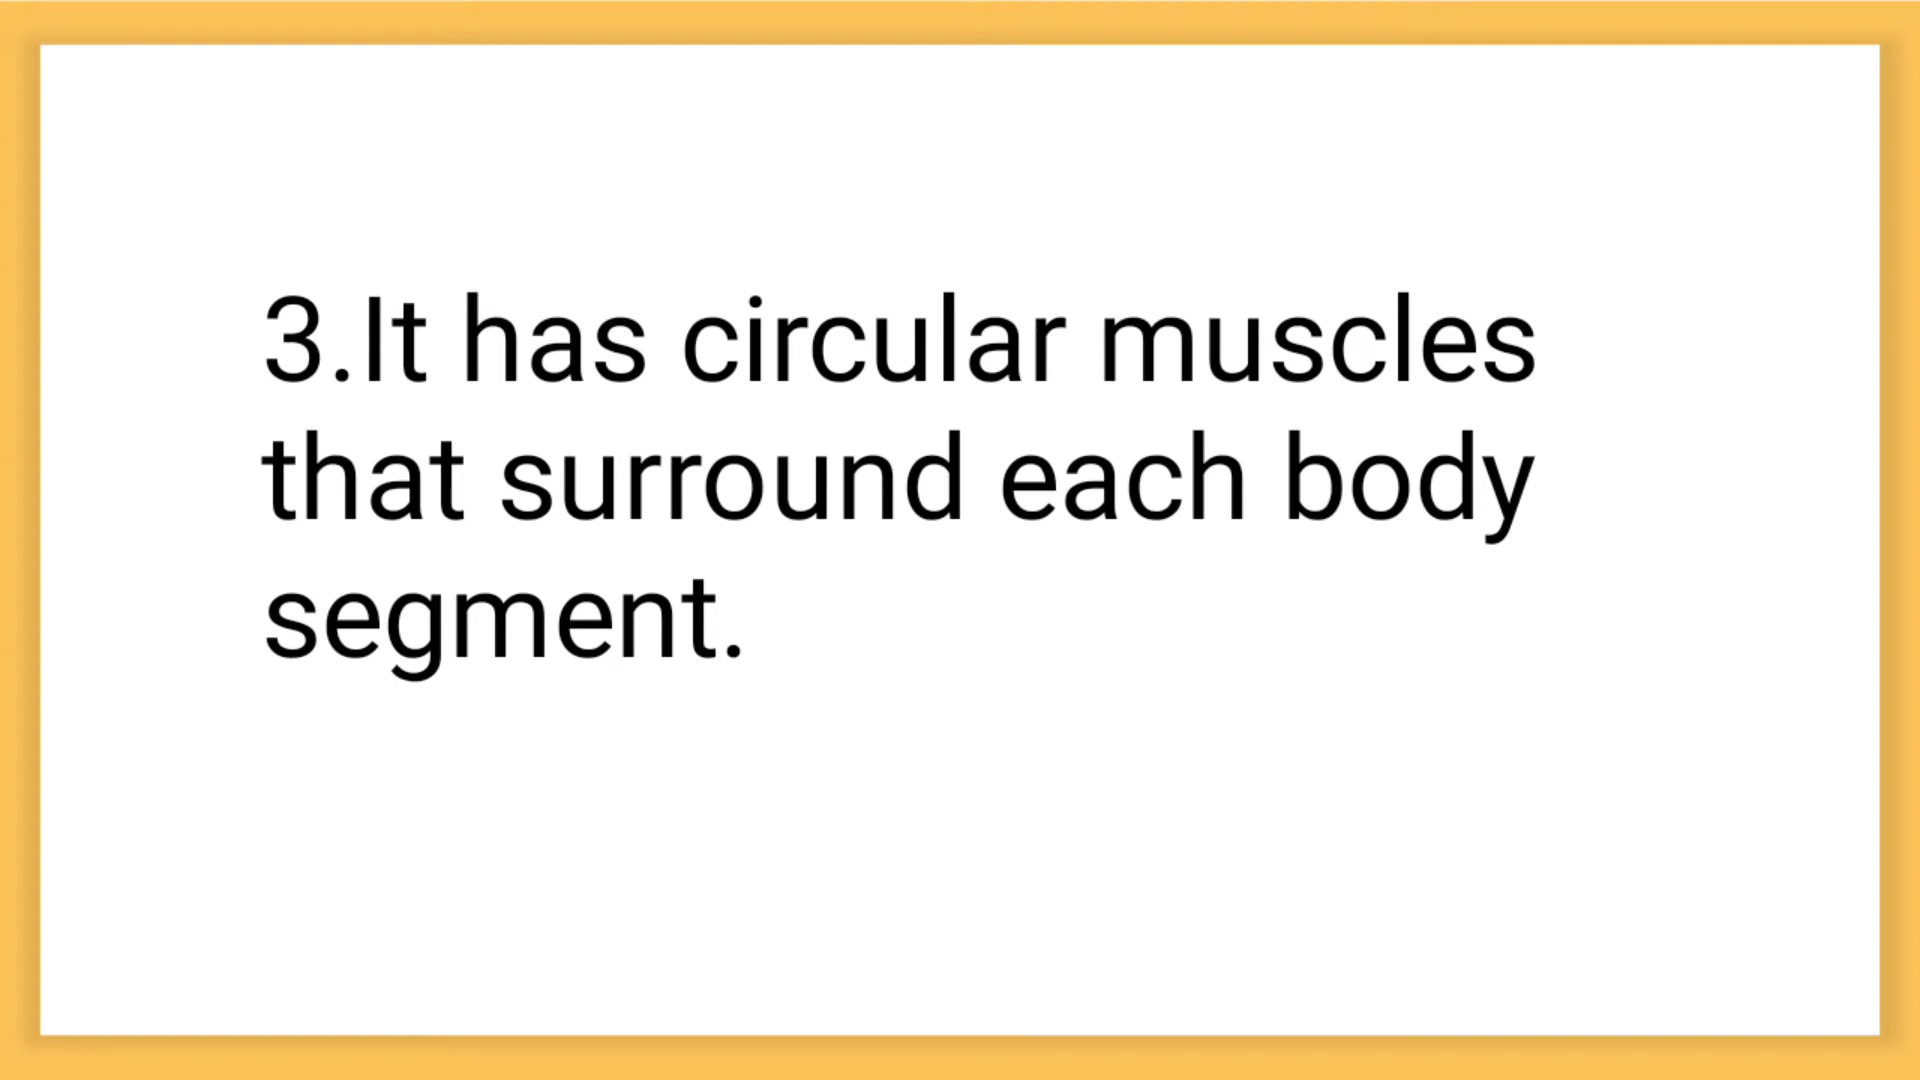 3.It has circular muscles
that surround each body
segment.